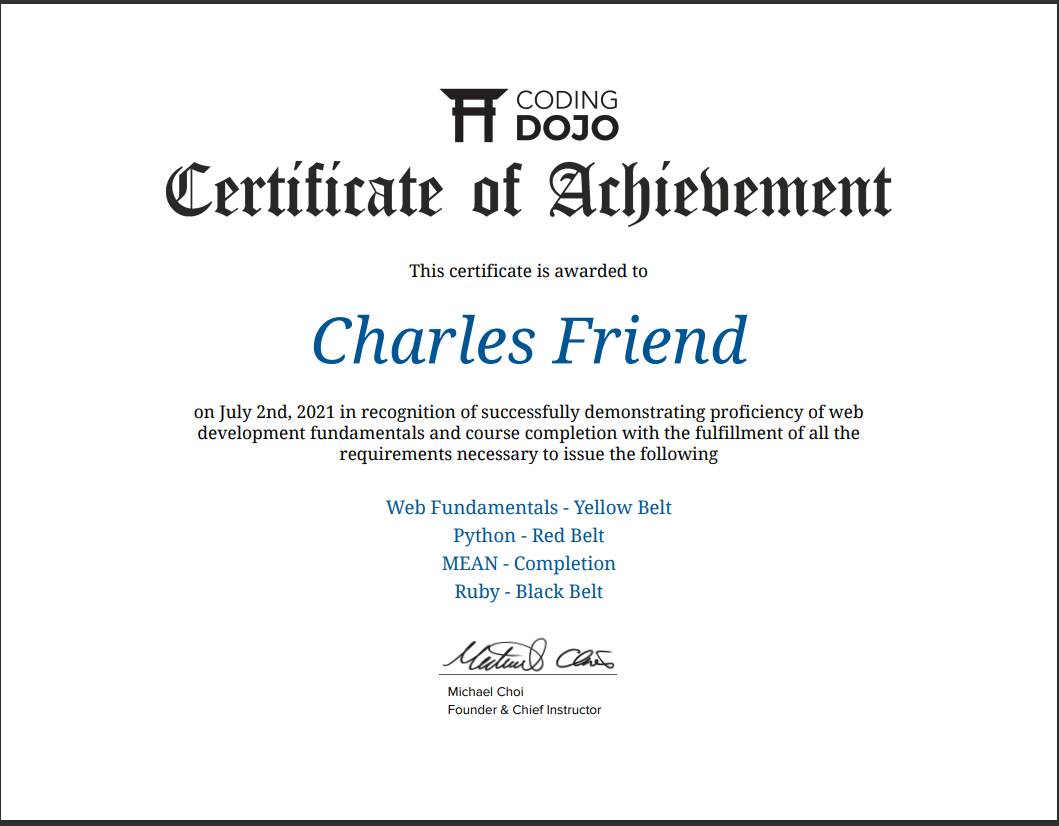 CODING
DOJO
Certificate of Achievement
This certificate is awarded to
Charles Friend
on July 2nd, 2021 in recognition of successfully demonstrating proficiency of web
development fundamentals and course completion with the fulfillment of all the
requirements necessary to issue the following
Web Fundamentals - Yellow Belt
Python - Red Belt
MEAN - Completion
Ruby - Black Belt
Michael Choi
Michael Choi
Founder & Chief Instructor